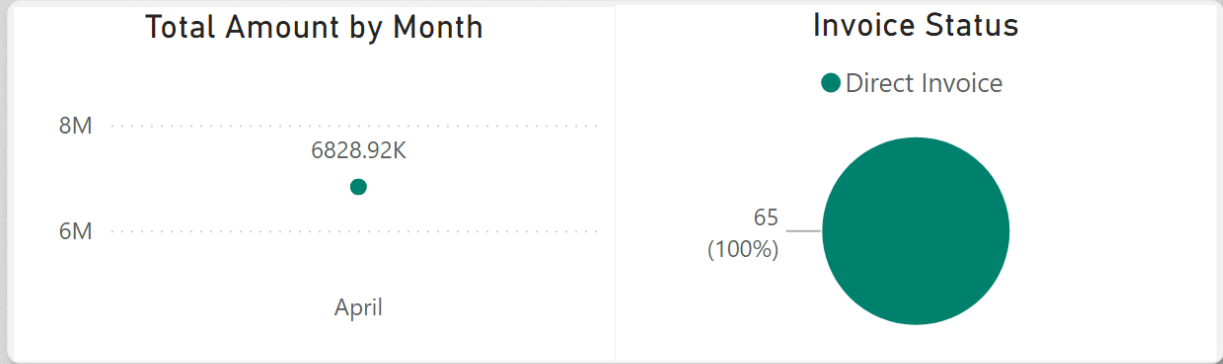 Total Amount by Month
8M
6828.92K
6M
April
Invoice Status
Direct Invoice
65
(100%)